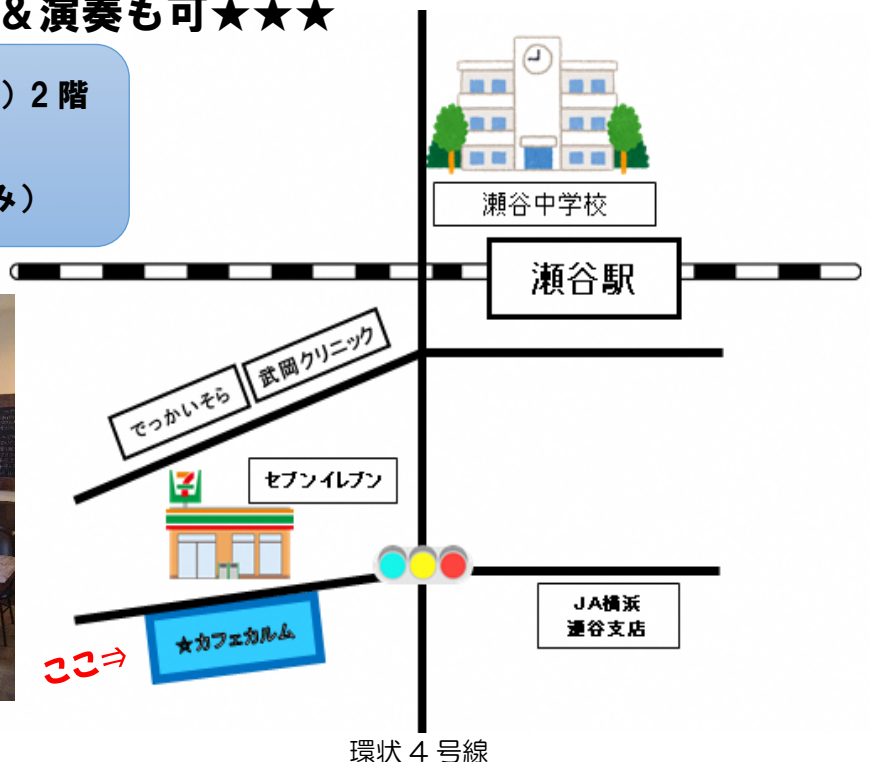 ＆演奏も可★★★
）2階
み）
瀬谷中学校
瀬谷駅
武岡クリニック
でっかいそら
セブンイレブン
7
★カフェカルム
ここ⇒
JA横浜
瀬谷支店
環状４号線